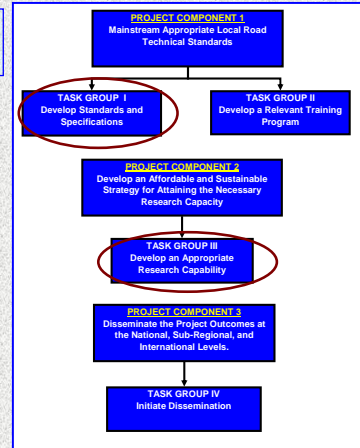 PROJECT COMPONENT 1
Mainstream Appropriate Local Road
Technical Standards
TASK GROUP I
Develop Standards and
Specifications
TASK GROUP II
Develop a Relevant Training
Program
PROJECT COMPONENT 2
Develop an Affordable and Sustainable
Strategy for Attaining the Necessary
Research Capacity
TASK GROUP III
Develop an Appropriate
Research Capability
PROJECT COMPONENT 3
Disseminate the Project Outcomes at
the National, Sub-Regional, and
International Levels.
TASK GROUP IV
Initiate Dissemination